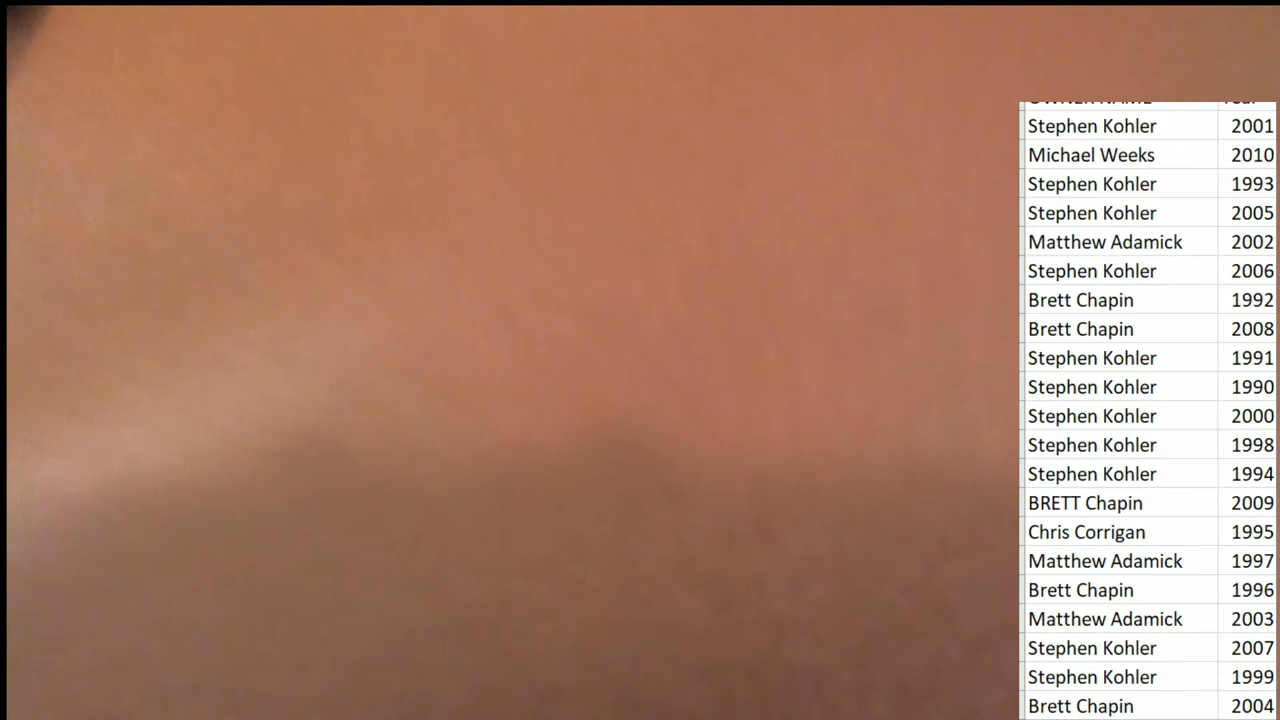 OWNER NAME Year
Stephen Kohler 2001
Michael Weeks 2010
Stephen Kohler 1993
Stephen Kohler 2005
Matthew Adamick 2002
Stephen Kohler 2006
Brett Chapin 1992
Brett Chapin 2008
Stephen Kohler 1991
Stephen Kohler 1990
Stephen Kohler 2000
Stephen Kohler 1998
Stephen Kohler 1994
BRETT Chapin 2009
Chris Corrigan 1995
Matthew Adamick 1997
Brett Chapin 1996
Matthew Adamick 2003
Stephen Kohler 2007
Stephen Kohler 1999
Brett Chapin 2004